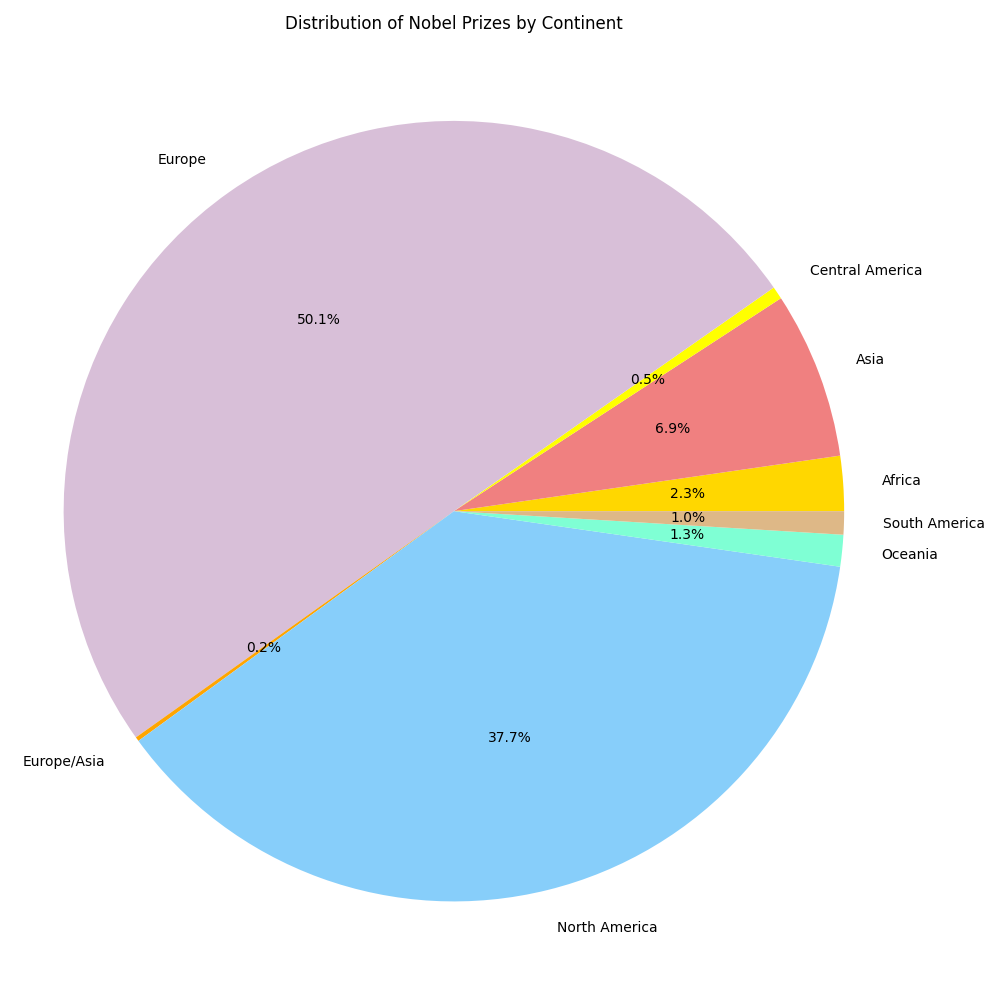 Distribution of Nobel Prizes by Continent
Europe
Central America
50.1%
Asia
0.5%
6.9%
Africa
2.3%
South America
1.0%
Oceania
1.3%
0.2%
Europe/Asia
37.7%
North America